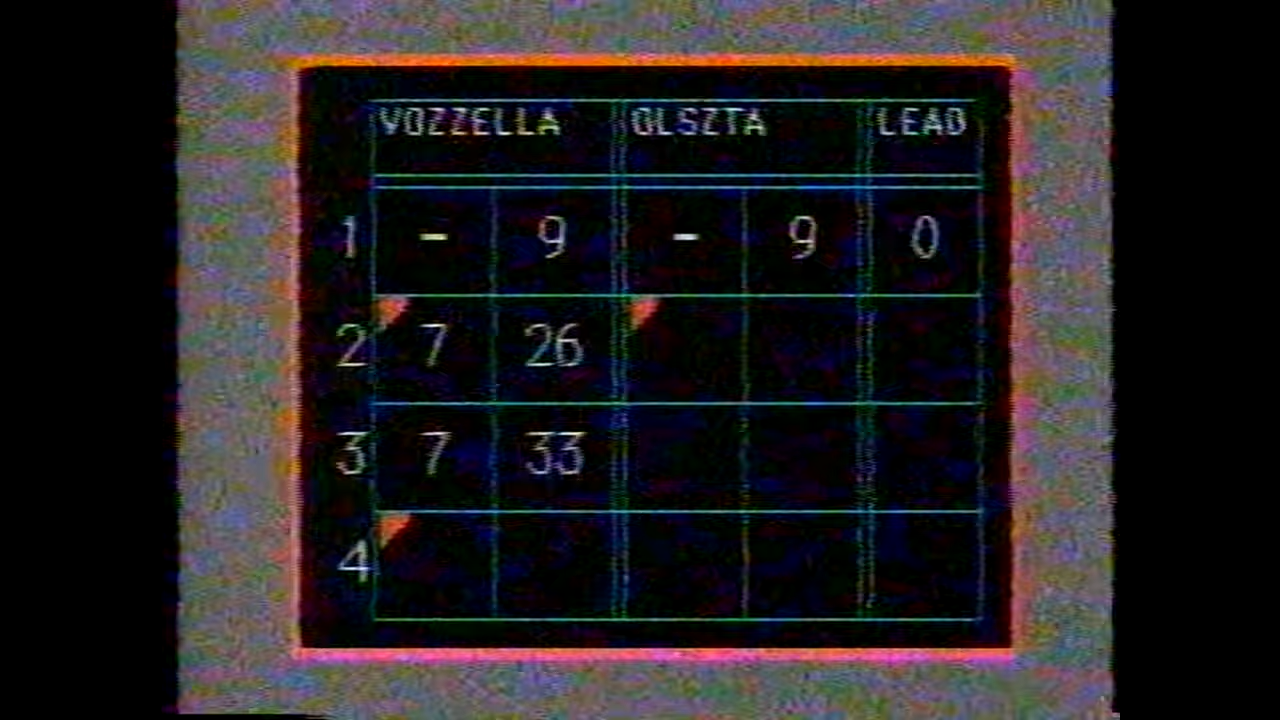 VOZZELLA OLSZTA LEAD
1 - 9 - 9 0
2 7 26
3 7 33
4